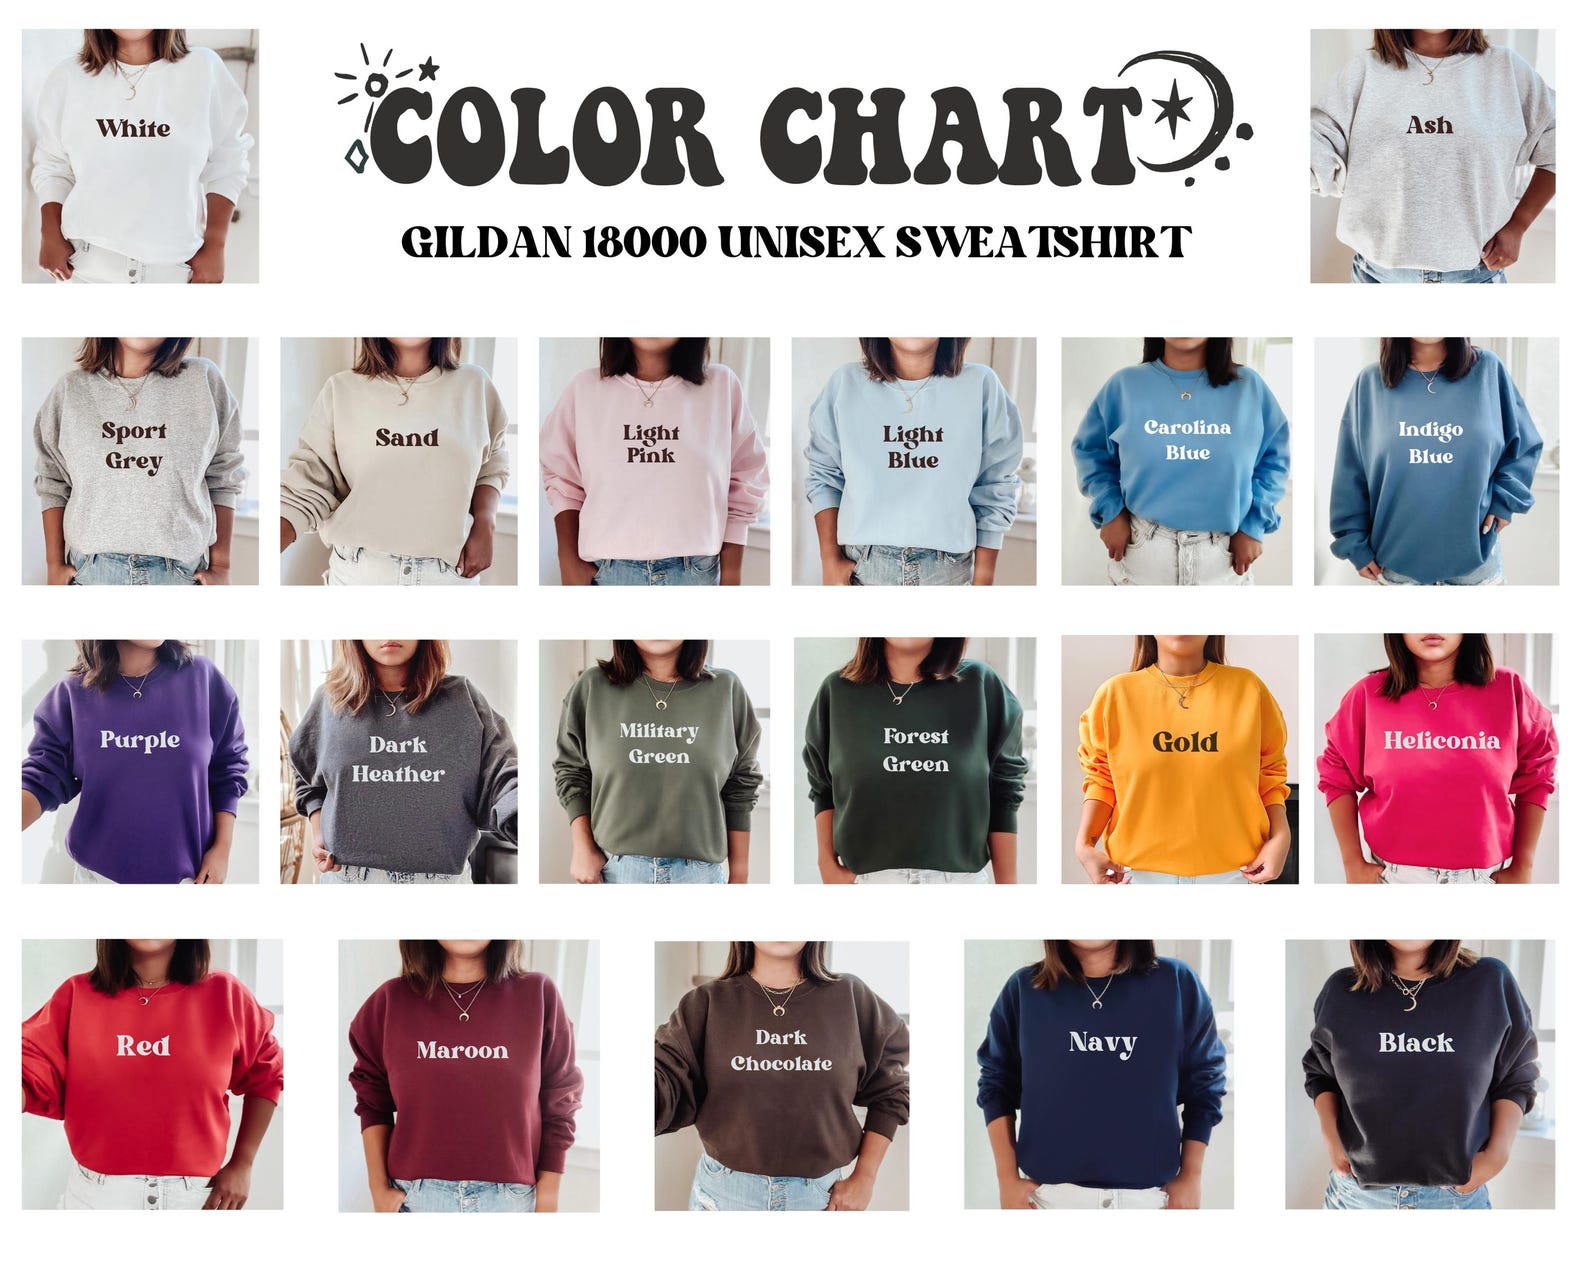 White
COLOR CHART
Ash
GILDAN 18000 UNISEX SWEATSHIRT
Sport
Grey
Sand
Light
Pink
Light
Blue
Carolina
Blue
Indigo
Blue
Purple
Dark
Heather
Military
Green
Forest
Green
Gold
Heliconia
Red
Maroon
Dark
Chocolate
Navy
Black